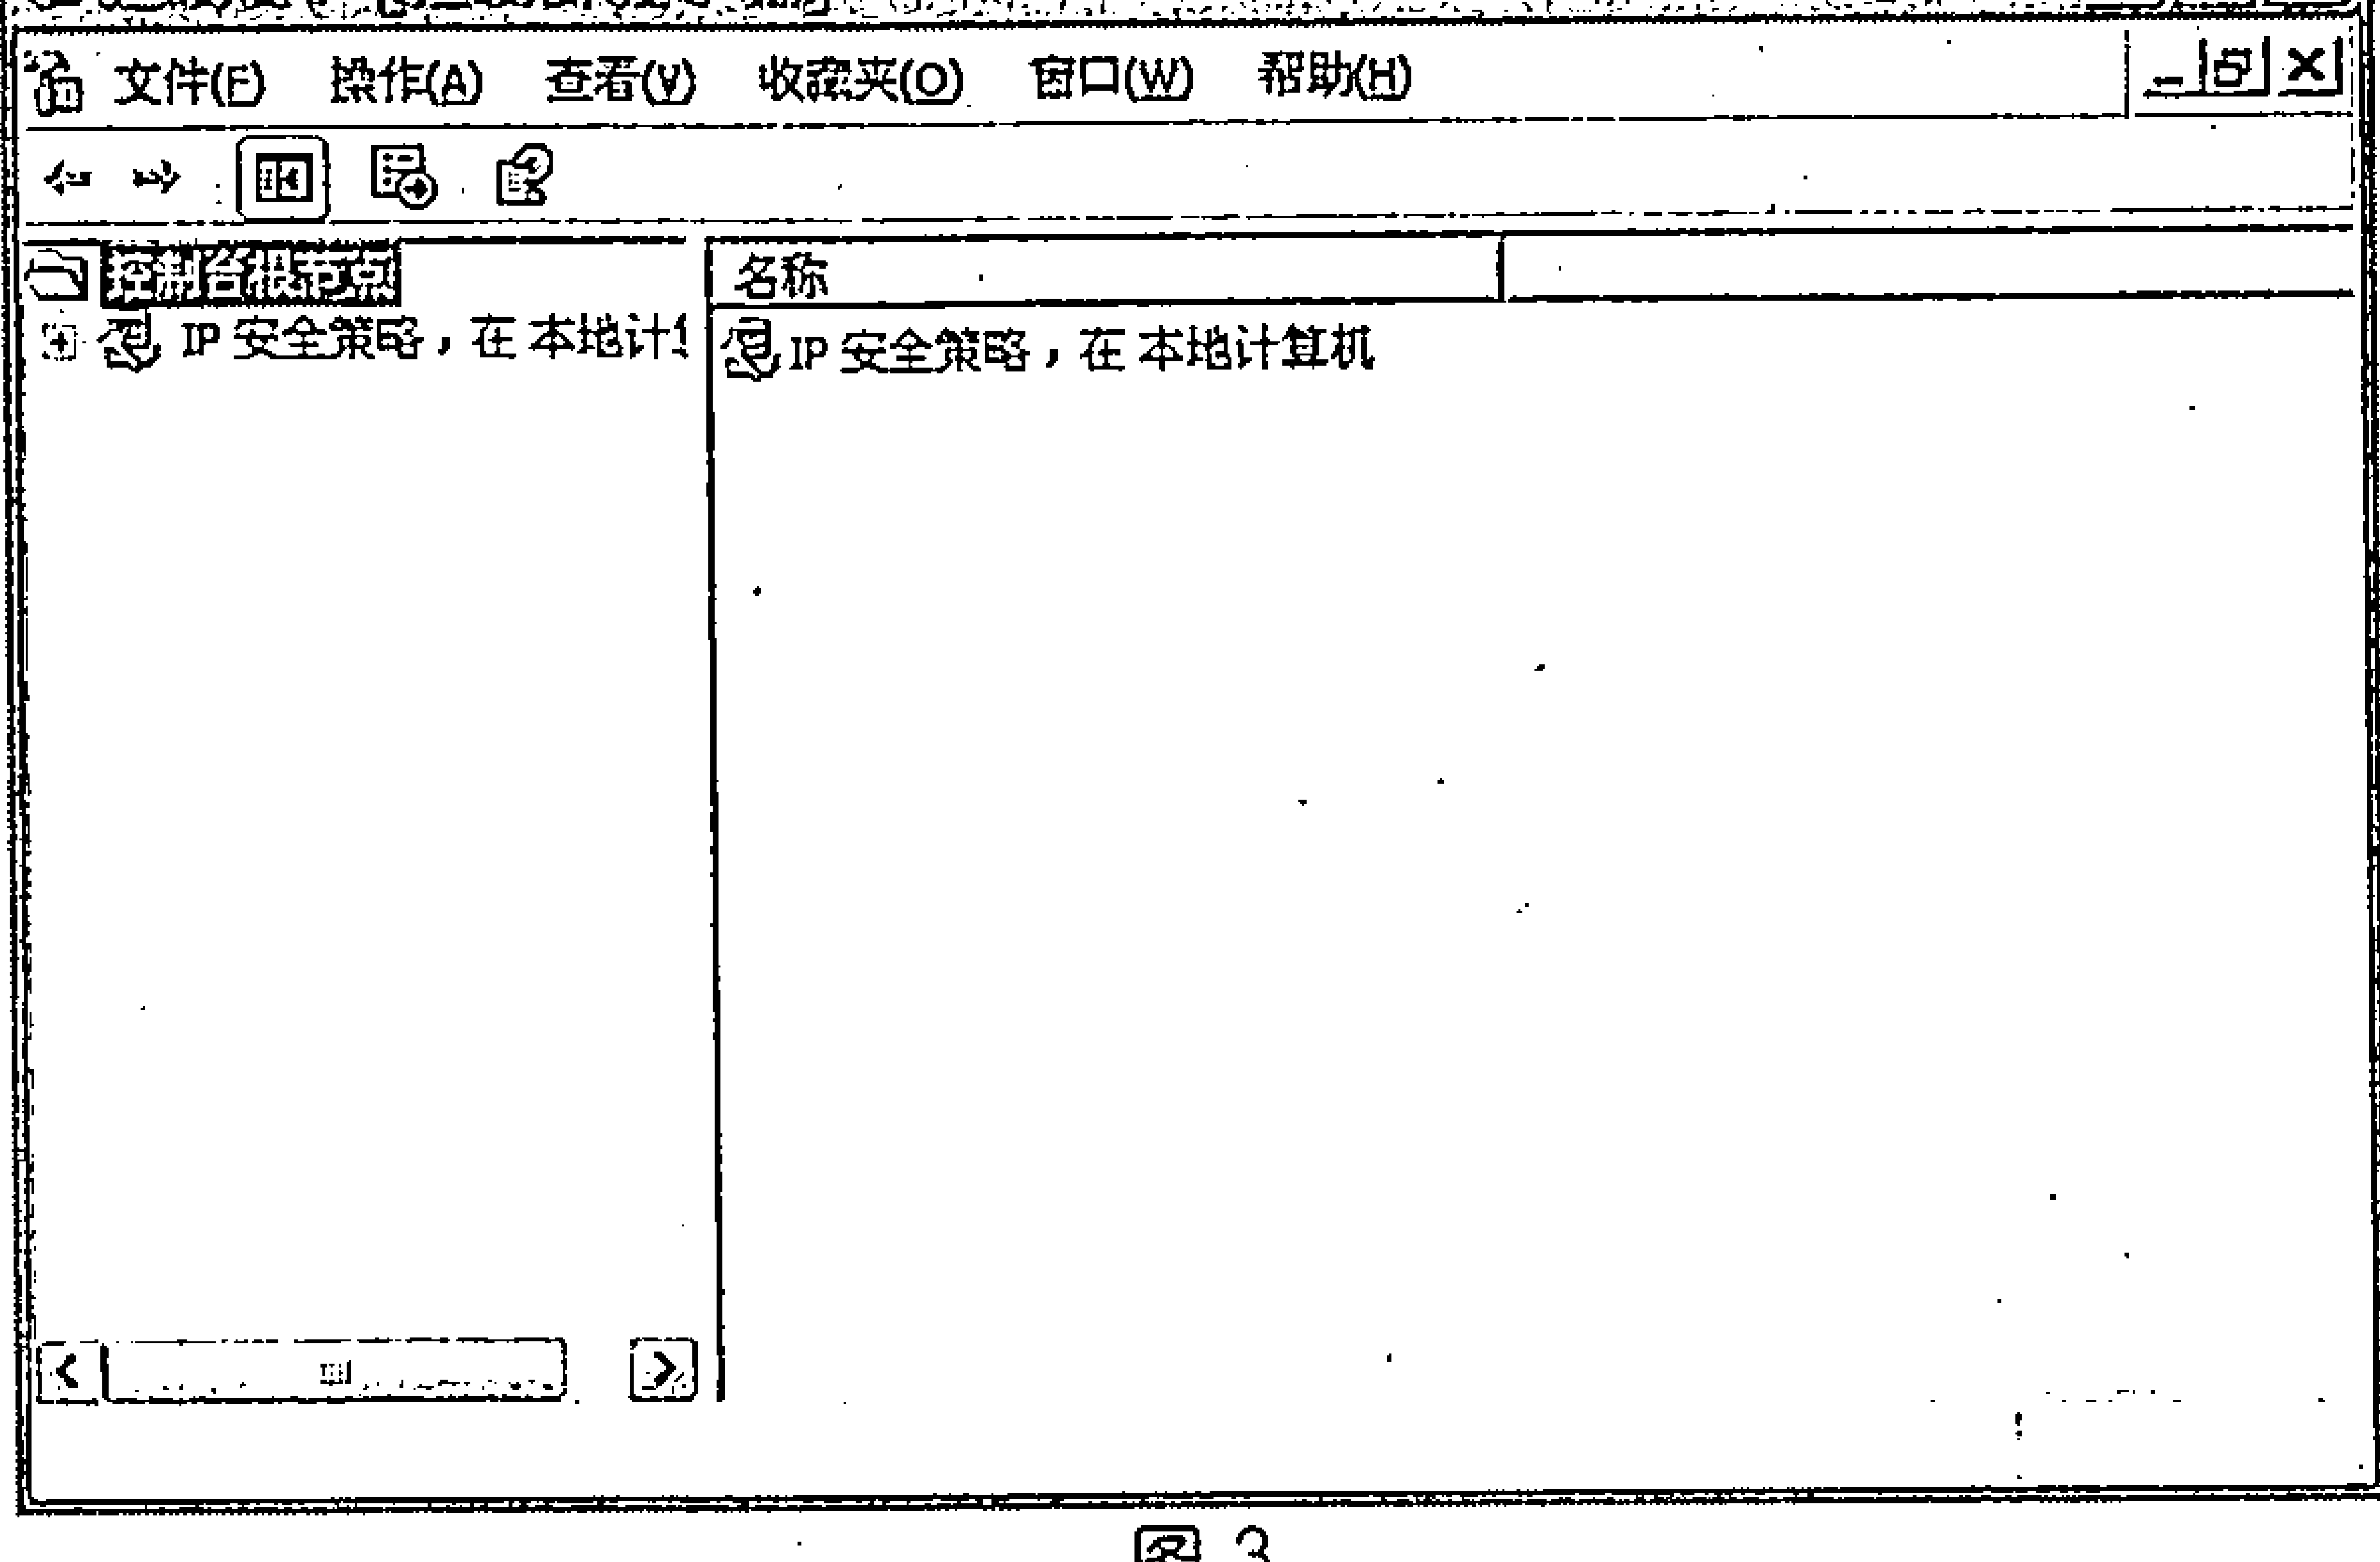 文件(F) 操作(A) 查看(V) 收藏夹(O) 窗口(W) 帮助(H)
控制台根节点
名称
IP 安全策略，在 本地计
IP 安全策略，在 本地计算机
图 3